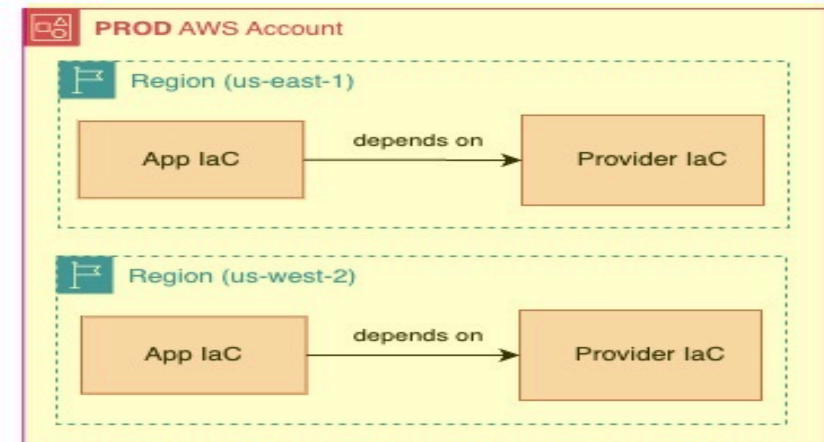 PROD AWS Account
Region (us-east-1)
App IaC
depends on
Provider IaC
Region (us-west-2)
App IaC
depends on
Provider IaC